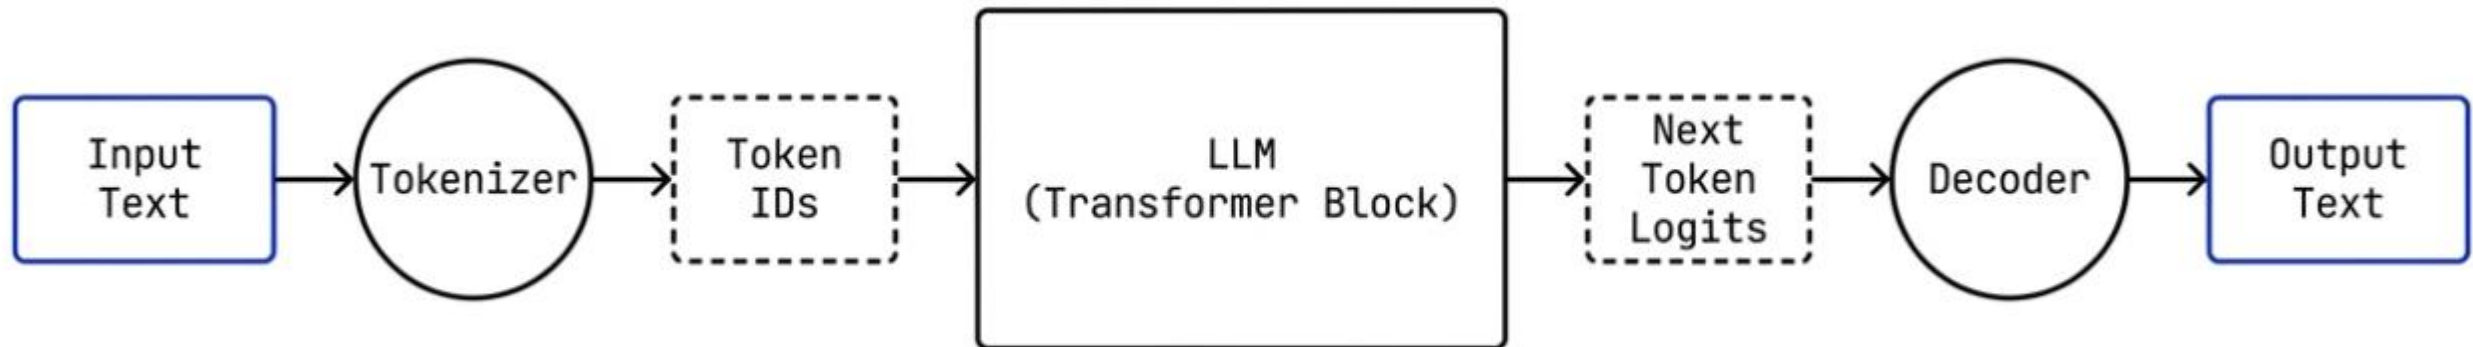 Input
Text
Tokenizer
Token
IDs
LLM
(Transformer Block)
Next
Token
Logits
Decoder
Output
Text